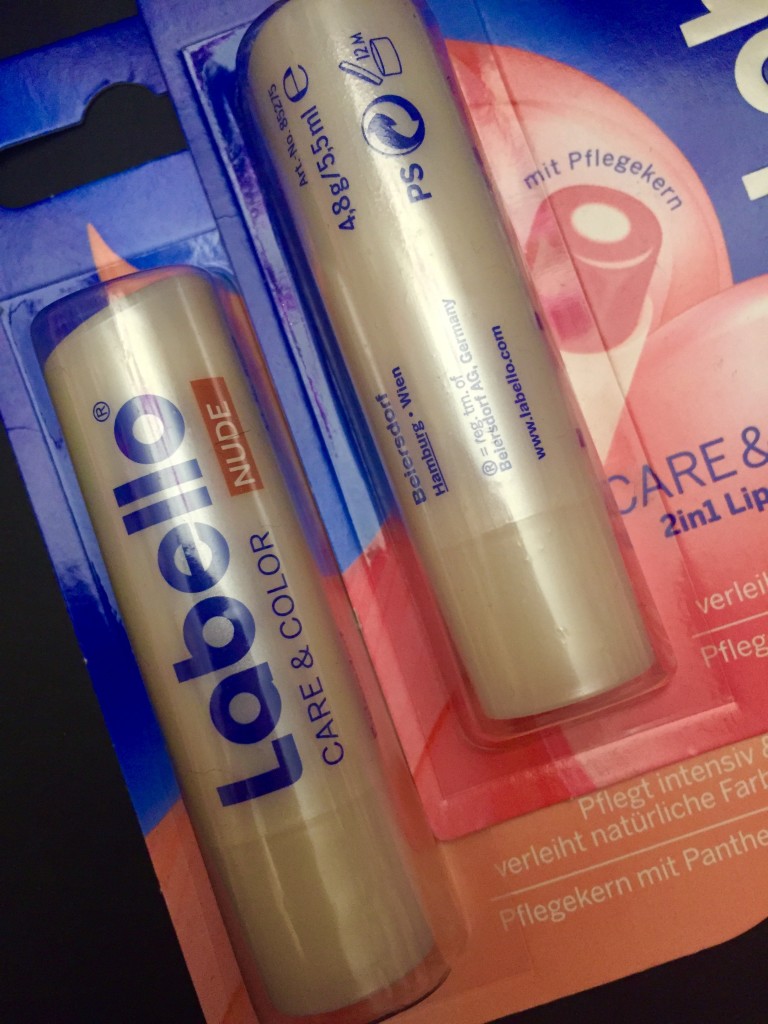 Labello®
NUDE
CARE & COLOR
Art.-No. 85275
4,8g/5,5ml e
12M
PS
Beiersdorf
Hamburg · Wien
® = reg. tm. of
Beiersdorf AG, Germany
www.labello.com
mit Pflegekern
CARE &
2in1 Lip
verleih
Pfleg
Pflegt intensiv &
verleiht natürliche Farb
Pflegekern mit Panthe